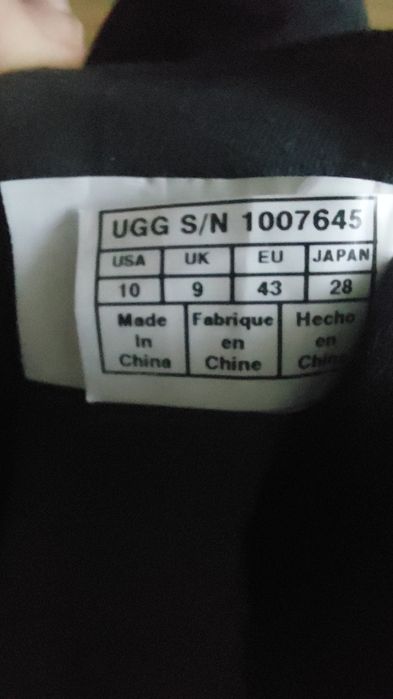 UGG S/N 1007645
USA UK EU JAPAN
10 9 43 28
Made Fabrique Hecho
In en en
China Chine China